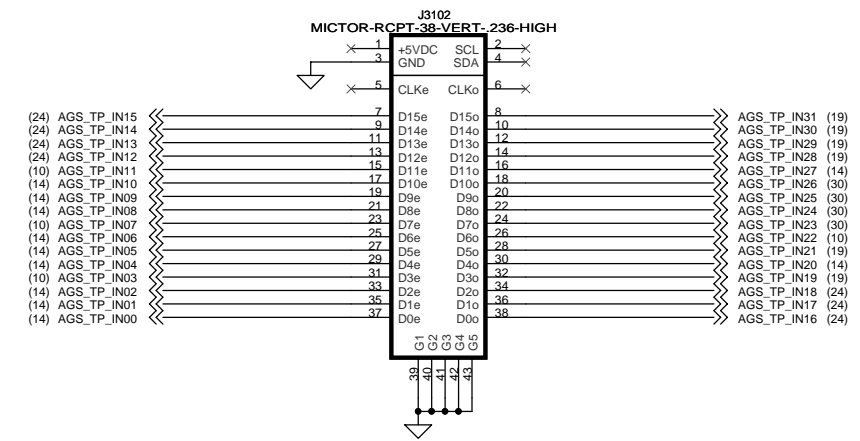 J3102
MICTOR-RCPT-38-VERT-.236-HIGH
1 +5VDC SCL 2
3 GND SDA 4
5 CLKe CLKo 6
(24) AGS_TP_IN15 7 D15e D15o 8 AGS_TP_IN31 (19)
(24) AGS_TP_IN14 9 D14e D14o 10 AGS_TP_IN30 (19)
(24) AGS_TP_IN13 11 D13e D13o 12 AGS_TP_IN29 (19)
(24) AGS_TP_IN12 13 D12e D12o 14 AGS_TP_IN28 (19)
(10) AGS_TP_IN11 15 D11e D11o 16 AGS_TP_IN27 (14)
(14) AGS_TP_IN10 17 D10e D10o 18 AGS_TP_IN26 (30)
(14) AGS_TP_IN09 19 D9e D9o 20 AGS_TP_IN25 (30)
(14) AGS_TP_IN08 21 D8e D8o 22 AGS_TP_IN24 (30)
(10) AGS_TP_IN07 23 D7e D7o 24 AGS_TP_IN23 (30)
(14) AGS_TP_IN06 25 D6e D6o 26 AGS_TP_IN22 (10)
(14) AGS_TP_IN05 27 D5e D5o 28 AGS_TP_IN21 (19)
(14) AGS_TP_IN04 29 D4e D4o 30 AGS_TP_IN20 (14)
(10) AGS_TP_IN03 31 D3e D3o 32 AGS_TP_IN19 (19)
(14) AGS_TP_IN02 33 D2e D2o 34 AGS_TP_IN18 (24)
(14) AGS_TP_IN01 35 D1e D1o 36 AGS_TP_IN17 (24)
(14) AGS_TP_IN00 37 D0e D0o 38 AGS_TP_IN16 (24)
G1 G2 G3 G4 G5
39 40 41 42 43